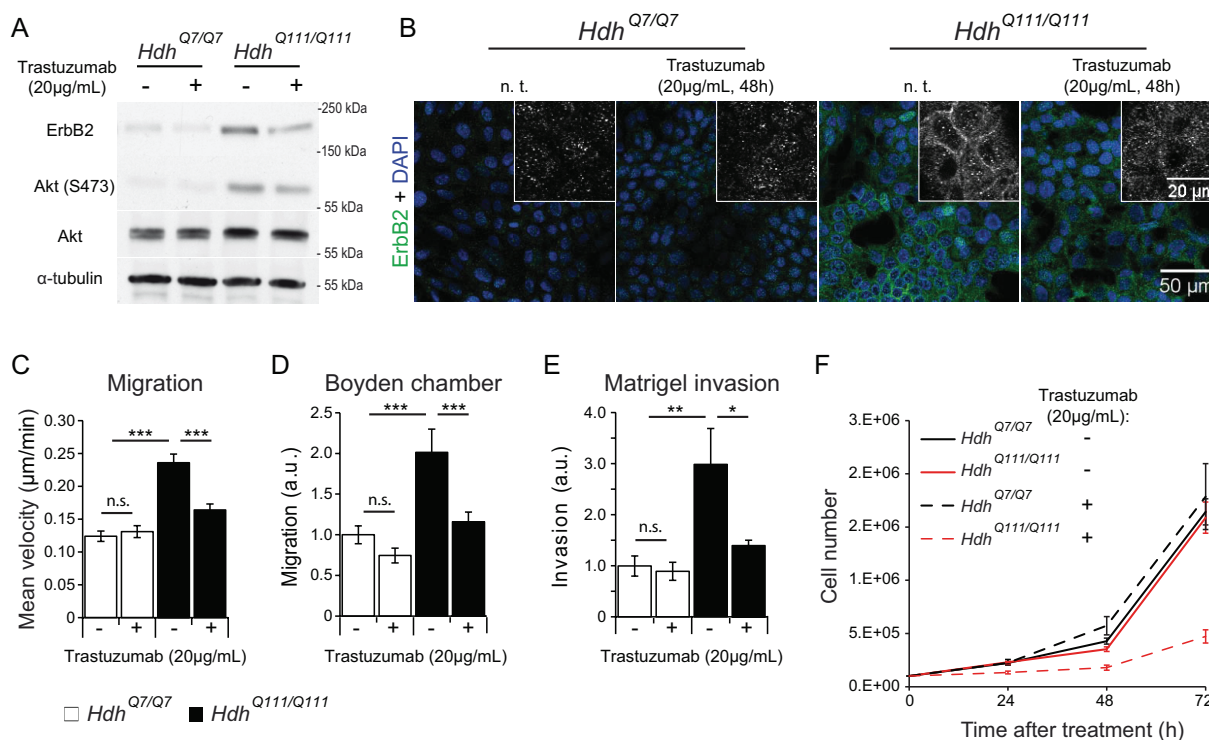 A
Hdh Q7/Q7 Hdh Q111/Q111
Trastuzumab
(20µg/mL) - + - +
ErbB2
Akt (S473)
Akt
α-tubulin
-250 kDa
-150 kDa
-55 kDa
-55 kDa
-55 kDa
B
Hdh Q7/Q7 Hdh Q111/Q111
n. t. Trastuzumab (20µg/mL, 48h) n. t. Trastuzumab (20µg/mL, 48h)
ErbB2 + DAPI
20 µm
50 µm
C Migration
Mean velocity (µm/min)
0.30
0.25
0.20
0.15
0.10
0.05
0
n.s. *** ***
- + - +
Trastuzumab (20µg/mL)
D Boyden chamber
Migration (a.u.)
2.5
2.0
1.5
1.0
0.5
0.0
n.s. *** ***
- + - +
Trastuzumab (20µg/mL)
E Matrigel invasion
Invasion (a.u.)
4.0
3.0
2.0
1.0
0.0
n.s. ** *
- + - +
Trastuzumab (20µg/mL)
Hdh Q7/Q7 Hdh Q111/Q111
F
Trastuzumab
(20µg/mL):
Hdh Q7/Q7 -
Hdh Q111/Q111 -
Hdh Q7/Q7 +
Hdh Q111/Q111 +
Cell number
3.E+06
2.E+06
2.E+06
1.E+06
5.E+05
0.E+00
0 24 48 72
Time after treatment (h)